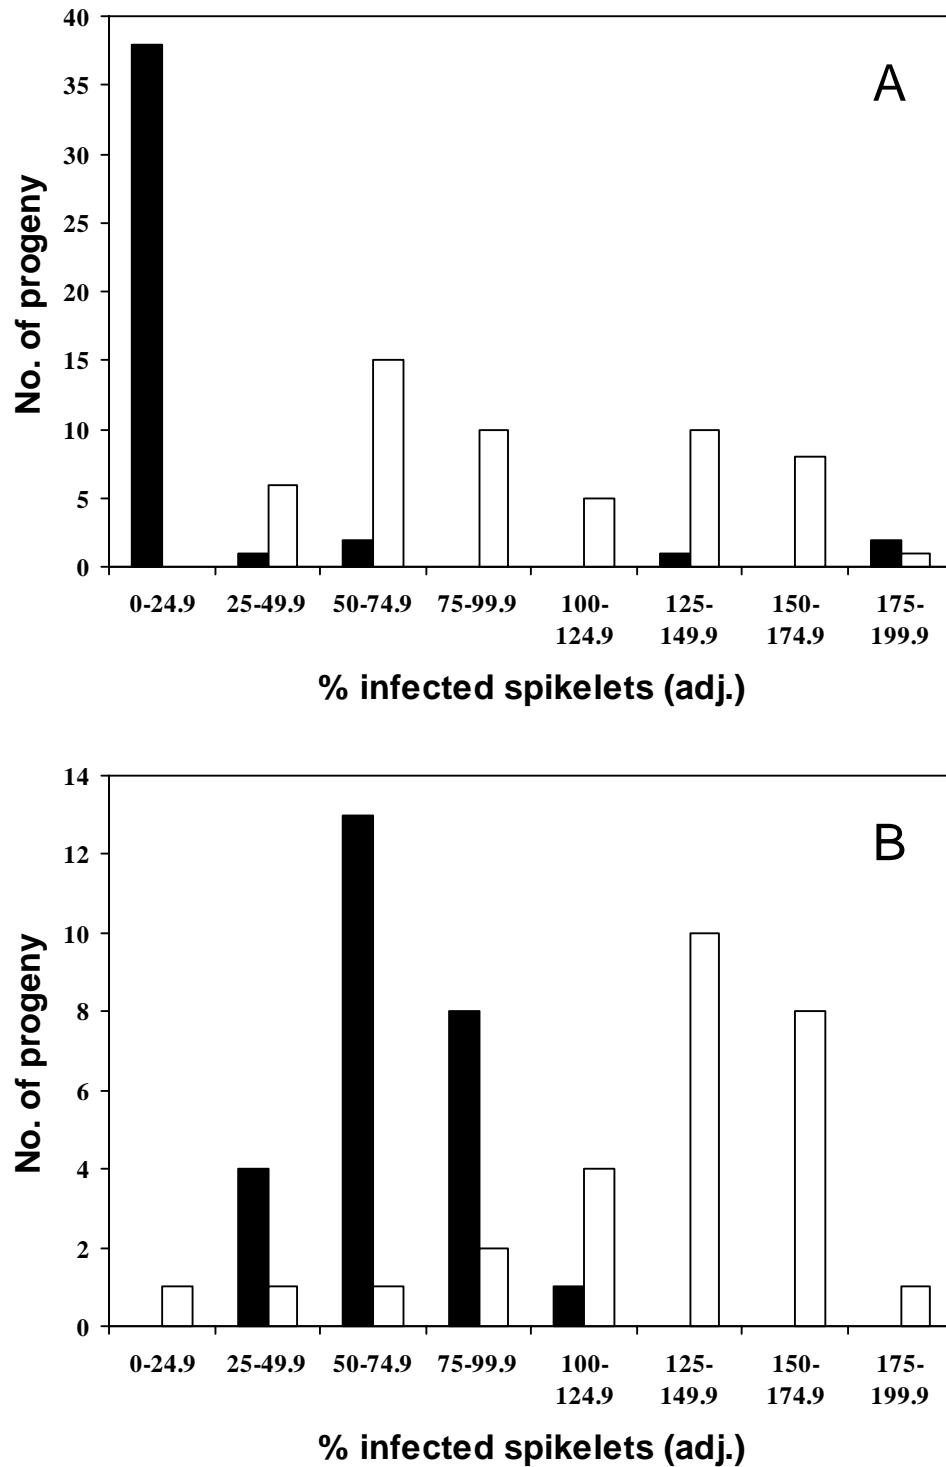 40
A
35
30
25
20
15
10
5
0
No. of progeny
0-24.9 25-49.9 50-74.9 75-99.9 100- 125- 150- 175-
124.9 149.9 174.9 199.9
% infected spikelets (adj.)
14
B
12
10
8
6
4
2
0
No. of progeny
0-24.9 25-49.9 50-74.9 75-99.9 100- 125- 150- 175-
124.9 149.9 174.9 199.9
% infected spikelets (adj.)